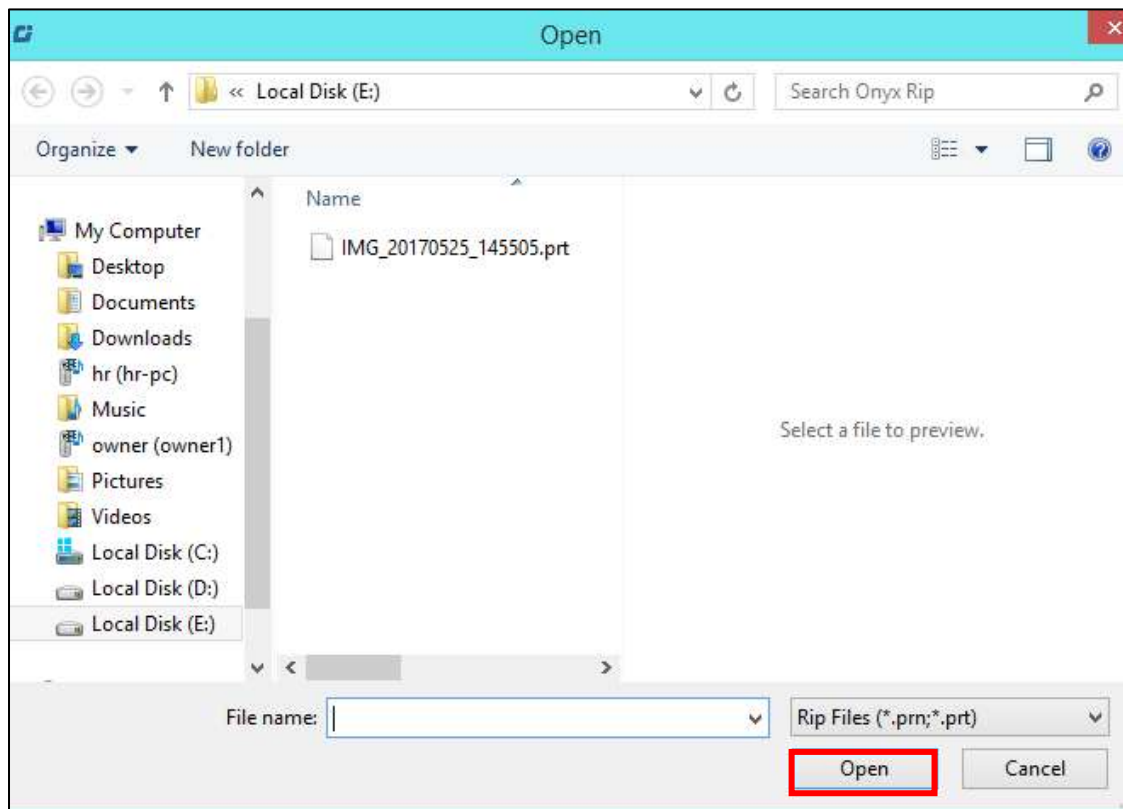 Open
« Local Disk (E:)
Search Onyx Rip
Organize
New folder
Name
IMG_20170525_145505.prt
My Computer
Desktop
Documents
Downloads
hr (hr-pc)
Music
owner (owner1)
Pictures
Videos
Local Disk (C:)
Local Disk (D:)
Local Disk (E:)
Select a file to preview.
File name:
Rip Files (*.prn;*.prt)
Open
Cancel